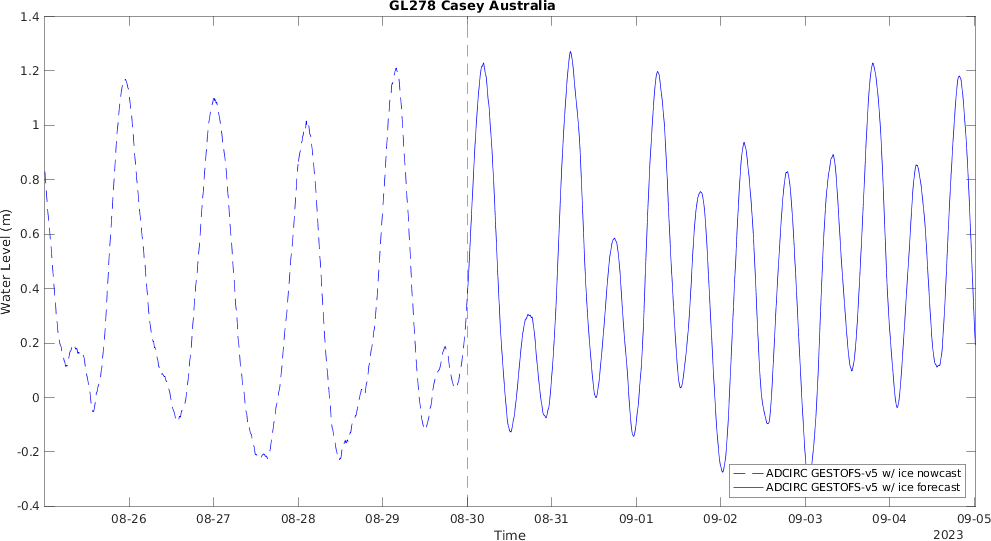 GL278 Casey Australia
1.4
1.2
1
0.8
0.6
0.4
0.2
0
-0.2
-0.4
Water Level (m)
ADCIRC GESTOFS-v5 w/ ice nowcast
ADCIRC GESTOFS-v5 w/ ice forecast
08-26 08-27 08-28 08-29 08-30 08-31 09-01 09-02 09-03 09-04 09-05
Time
2023